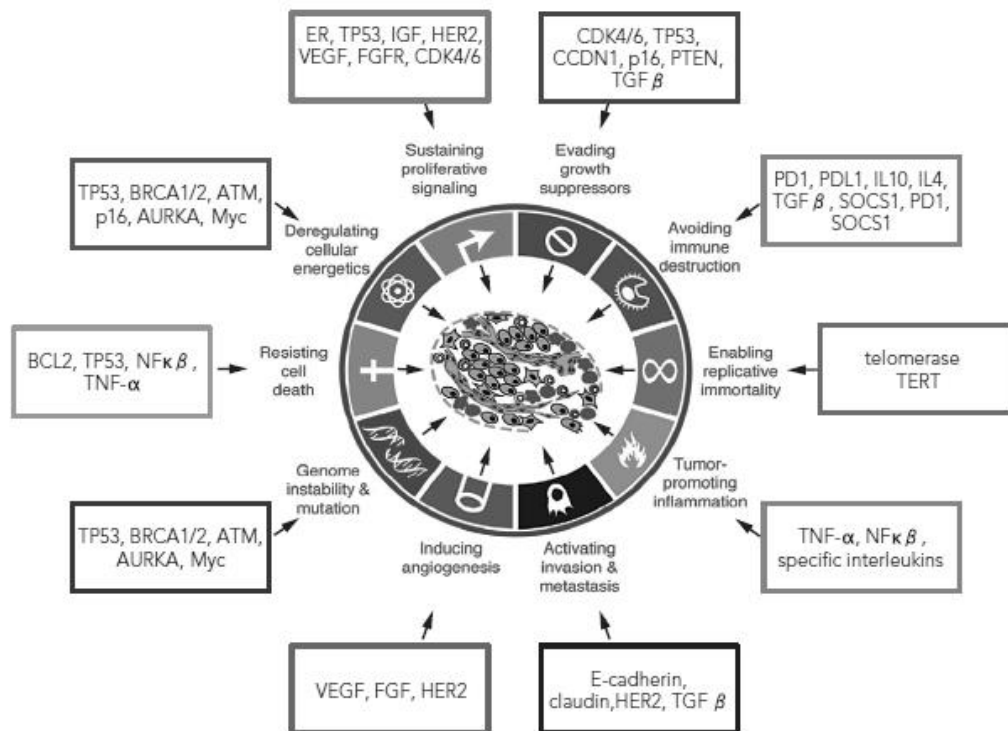 ER, TP53, IGF, HER2,
VEGF, FGFR, CDK4/6
CDK4/6, TP53,
CCDN1, p16, PTEN,
TGF β
Sustaining
proliferative
signaling
Evading
growth
suppressors
TP53, BRCA1/2, ATM,
p16, AURKA, Myc
Deregulating
cellular
energetics
Avoiding
immune
destruction
PD1, PDL1, IL10, IL4,
TGF β , SOCS1, PD1,
SOCS1
BCL2, TP53, NFκ β ,
TNF-α
Resisting
cell
death
Enabling
replicative
immortality
telomerase
TERT
Genome
instability &
mutation
Tumor-
promoting
inflammation
TP53, BRCA1/2, ATM,
AURKA, Myc
Inducing
angiogenesis
Activating
invasion &
metastasis
TNF-α, NFκ β ,
specific interleukins
VEGF, FGF, HER2
E-cadherin,
claudin,HER2, TGF β